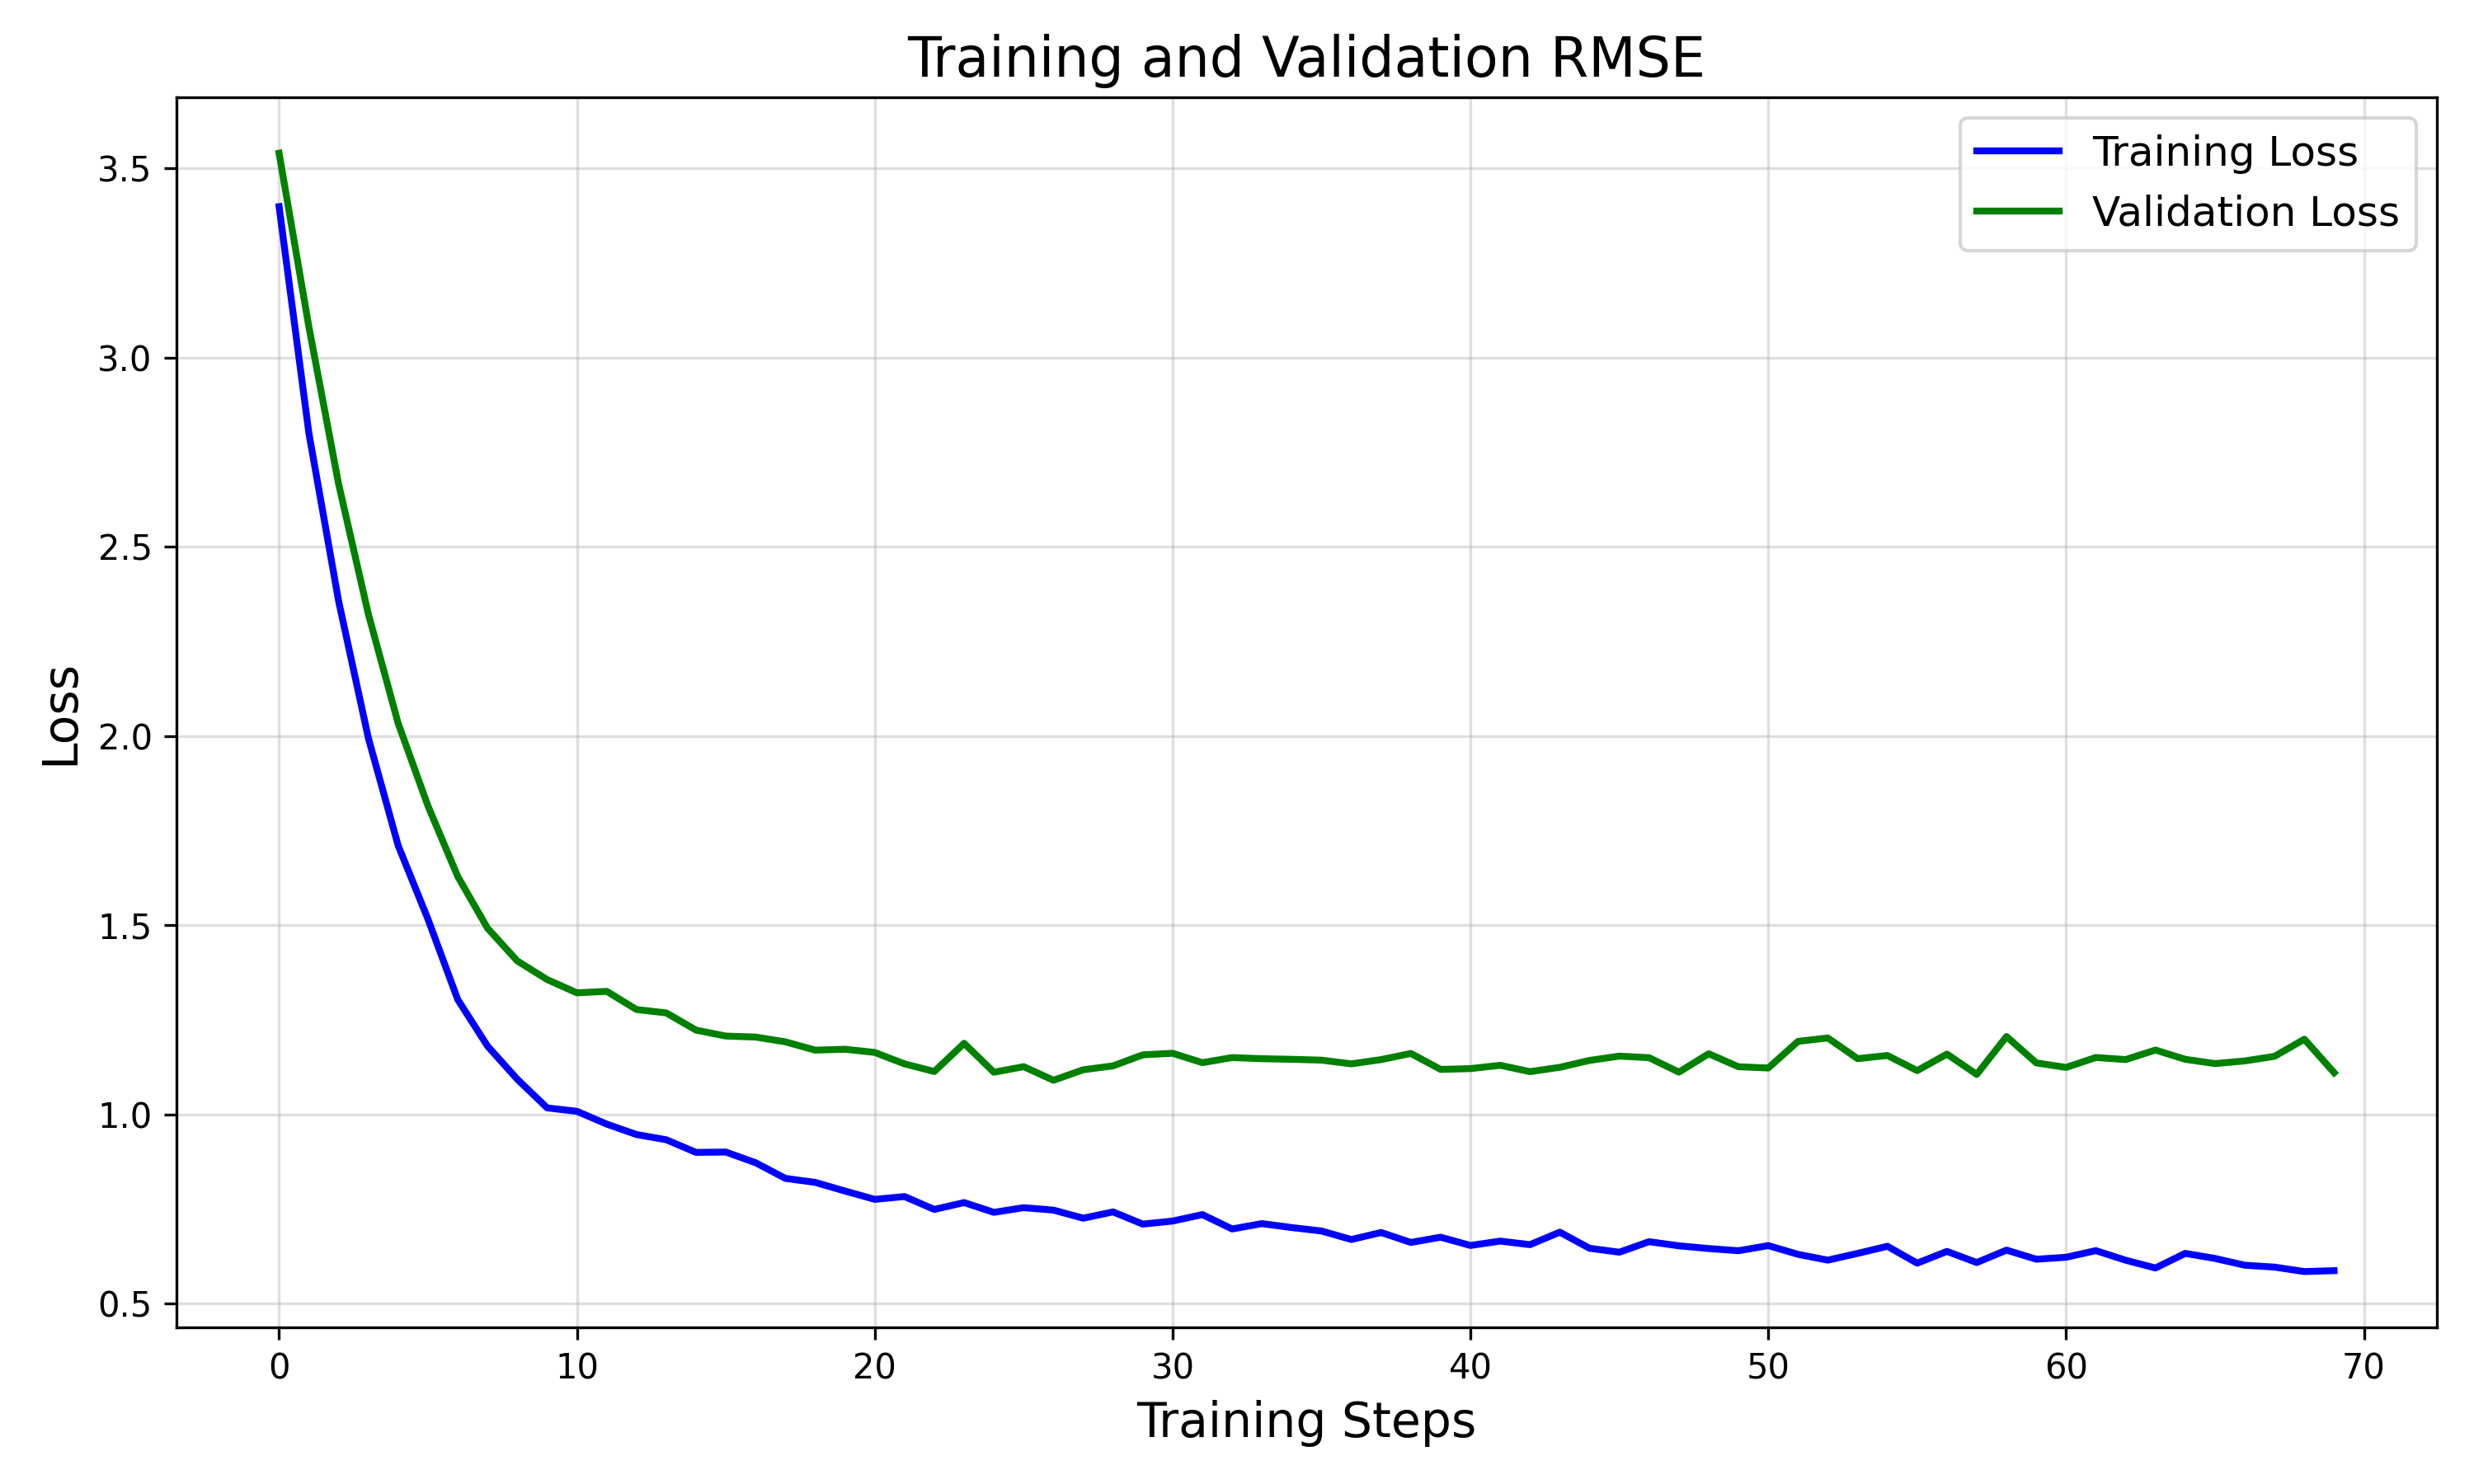 Training and Validation RMSE
Training Loss
Validation Loss
3.5
3.0
2.5
2.0
1.5
1.0
0.5
Loss
0 10 20 30 40 50 60 70
Training Steps